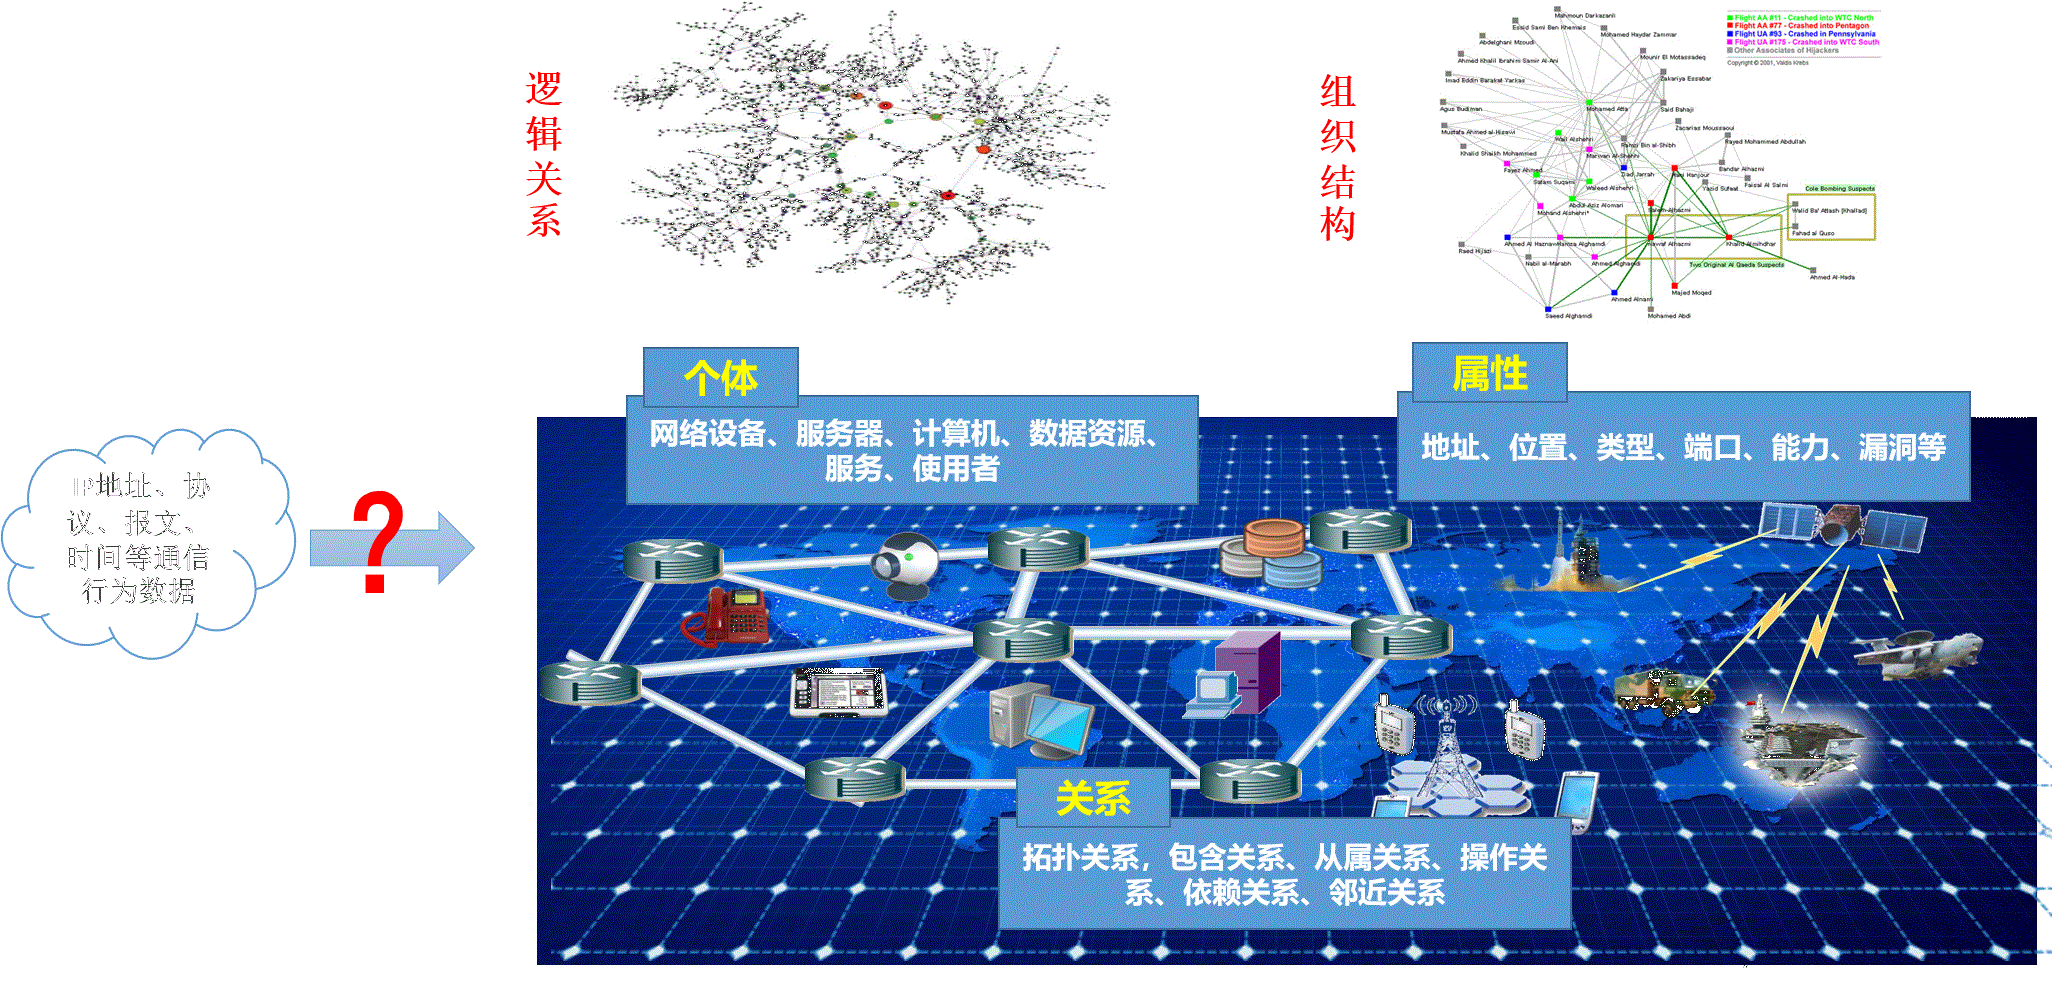 逻辑关系
组织结构
Flight AA #11 - Crashed into WTC North
Flight AA #77 - Crashed into Pentagon
Flight UA #93 - Crashed in Pennsylvania
Flight UA #175 - Crashed into WTC South
Other Associates of Hijackers
Copyright © 2001, Valdis Krebs
Mahmoun Darkazanli
Essid Sami Ben Khemais
Mohamed Haydar Zammar
Abdelghani Mzoudi
Mounir El Motassadeq
Ahmed Khalil Ibrahim Samir Al-Ani
Imad Eddin Barakat Yarkas
Zakariya Essabar
Agus Budiman
Mohamed Atta
Said Bahaji
Mustafa Ahmed al-Hisawi
Zacarias Moussaoui
Wail Alshehri
Ramzi Bin al-Shibh
Rayed Mohammed Abdullah
Khalid Shaikh Mohammed
Marwan Al-Shehhi
Fayez Ahmed
Ziad Jarrah
Hani Hanjour
Bandar Alhazmi
Satam Suqami
Waleed Alshehri
Yazid Sufaat
Faisal Al Salmi
Cole Bombing Suspects
Abdul Aziz Alomari
Mohand Alshehri*
Salem Alhazmi
Walid Ba' Attash [Khallad]
Fahad al Quso
Raed Hijazi
Ahmed Al Haznawi
Hamza Alghamdi
Nawaf Alhazmi
Khalid Almihdhar
Nabil al-Marabh
Ahmed Alghamdi
Two Original Al Qaeda Suspects
Ahmed Al-Hada
Ahmed Alnami
Majed Moqed
Saeed Alghamdi
Mohamed Abdi
个体
网络设备、服务器、计算机、数据资源、
服务、使用者
属性
地址、位置、类型、端口、能力、漏洞等
IP地址、协
议、报文、
时间等通信
行为数据
?
关系
拓扑关系，包含关系、从属关系、操作关
系、依赖关系、邻近关系